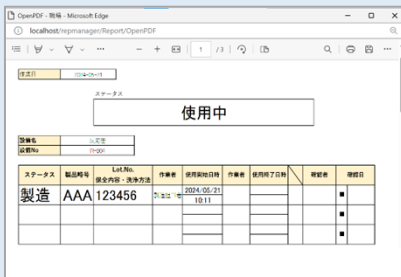 OpenPDF - 職場 - Microsoft Edge
localhost/repmanager/Report/OpenPDF
1 / 3
作成日
ステータス
使用中
設備名
設備No
ステータス 製品略号 Lot.No. 保全内容・洗浄方法 作業者 使用開始日時 作業者 使用終了日時 確認者 確認日
製造 AAA 123456 2024/05/21
10:11